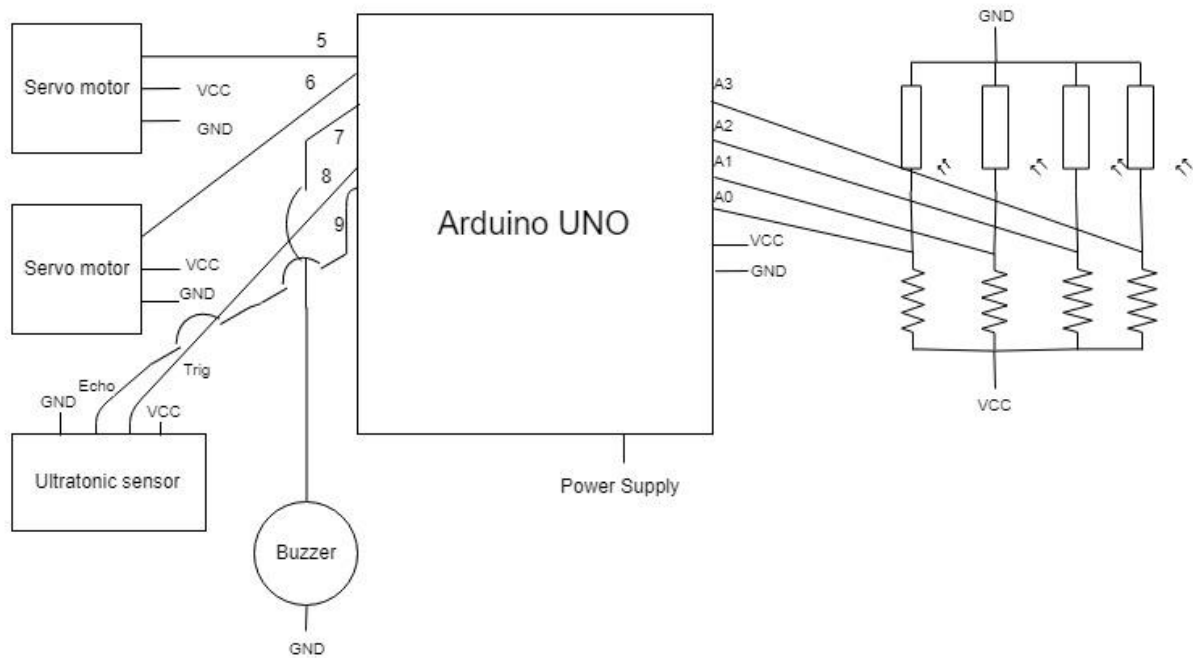 GND
5
Servo motor
VCC
GND
6
A3
7
A2
8
A1
9
A0
Arduino UNO
Servo motor
VCC
GND
VCC
GND
Echo
Trig
GND
VCC
VCC
Ultratonic sensor
Power Supply
Buzzer
GND